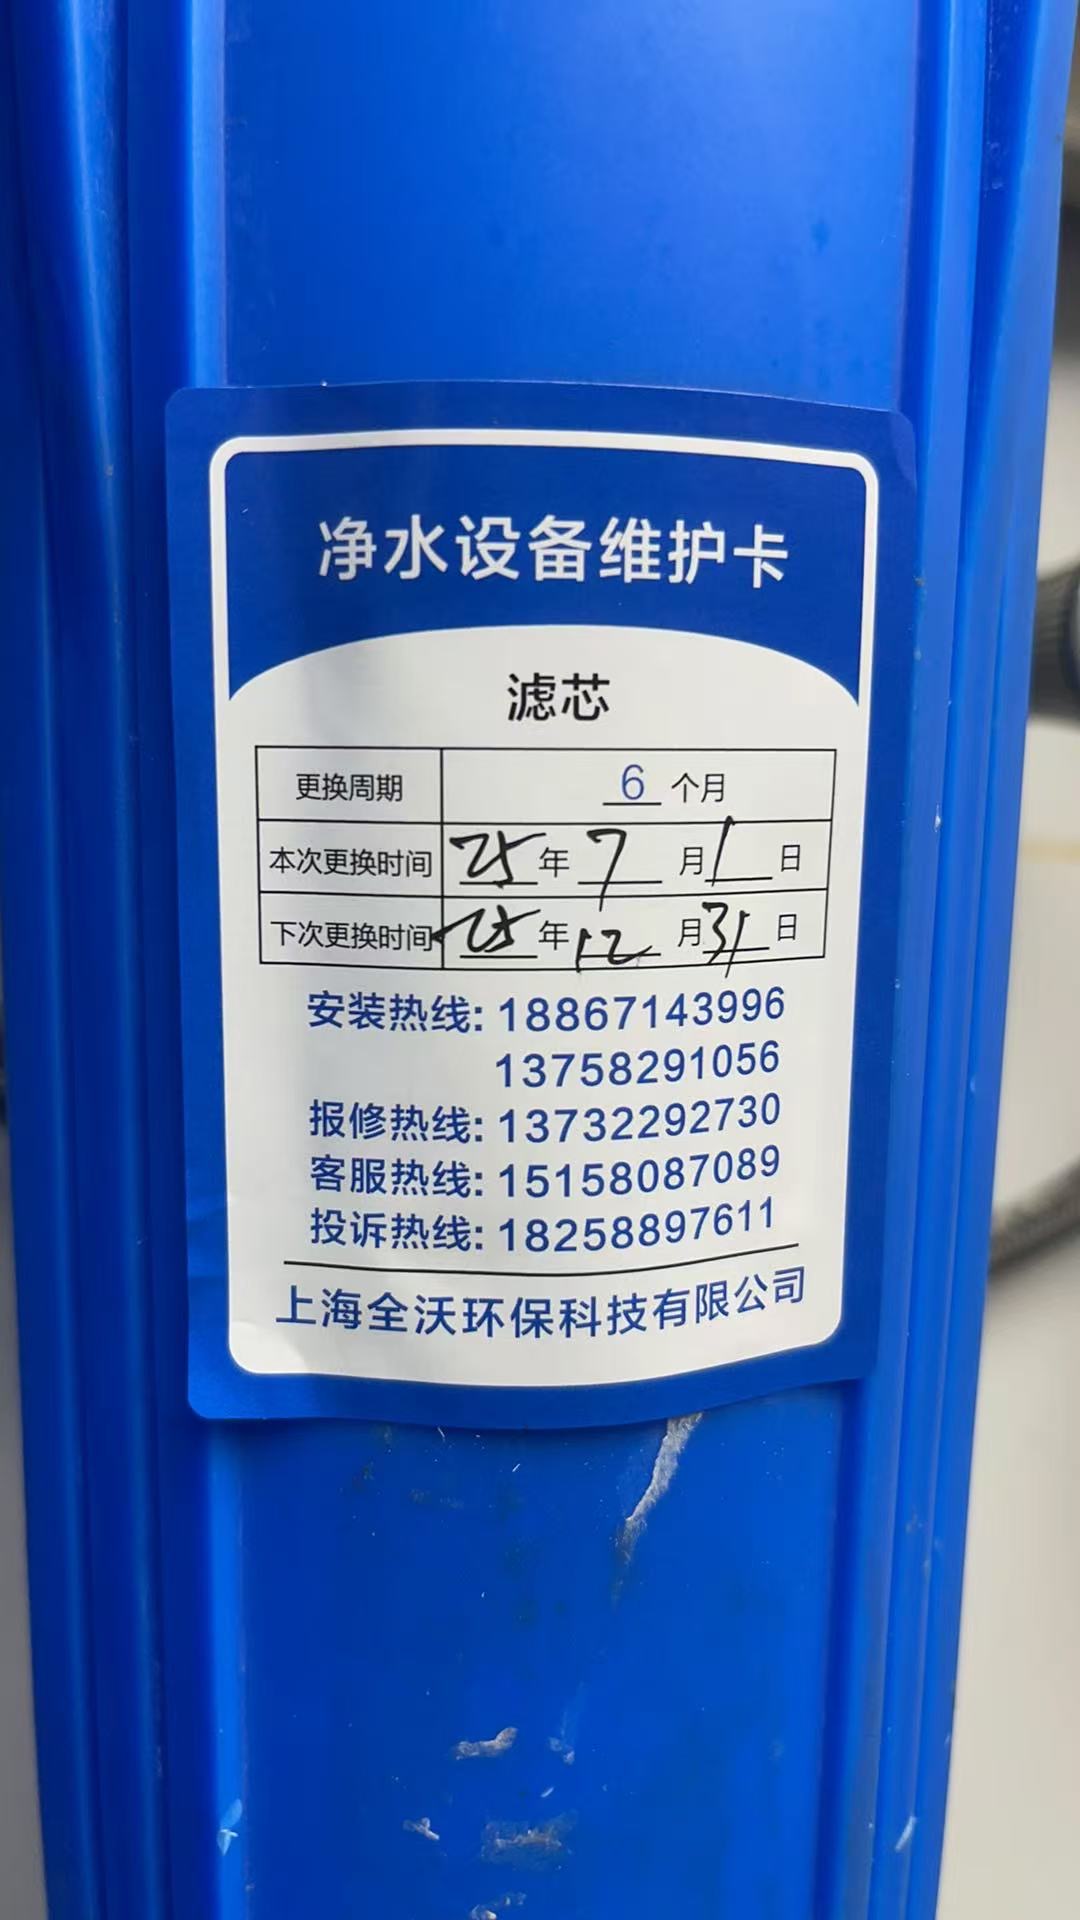 净水设备维护卡
滤芯
更换周期 6 个月
本次更换时间 25 年 7 月 1 日
下次更换时间 25 年 12 月 31 日
安装热线: 18867143996
13758291056
报修热线: 13732292730
客服热线: 15158087089
投诉热线: 18258897611
上海全沃环保科技有限公司